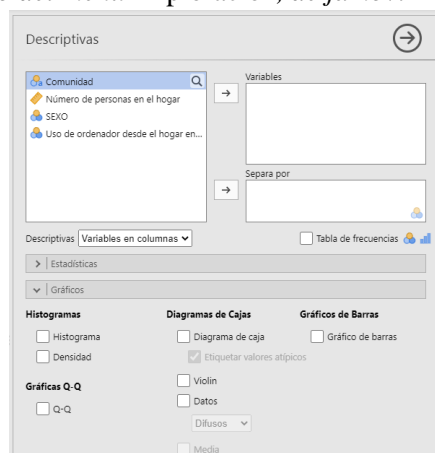 Descriptivas
Comunidad
Número de personas en el hogar
SEXO
Uso de ordenador desde el hogar en...
Variables
Separa por
Descriptivas Variables en columnas
Tabla de frecuencias
Estadísticas
Gráficos
Histogramas
Histograma
Densidad
Gráficas Q-Q
Q-Q
Diagramas de Cajas
Diagrama de caja
Etiquetar valores atípicos
Violin
Datos
Difusos
Media
Gráficos de Barras
Gráfico de barras